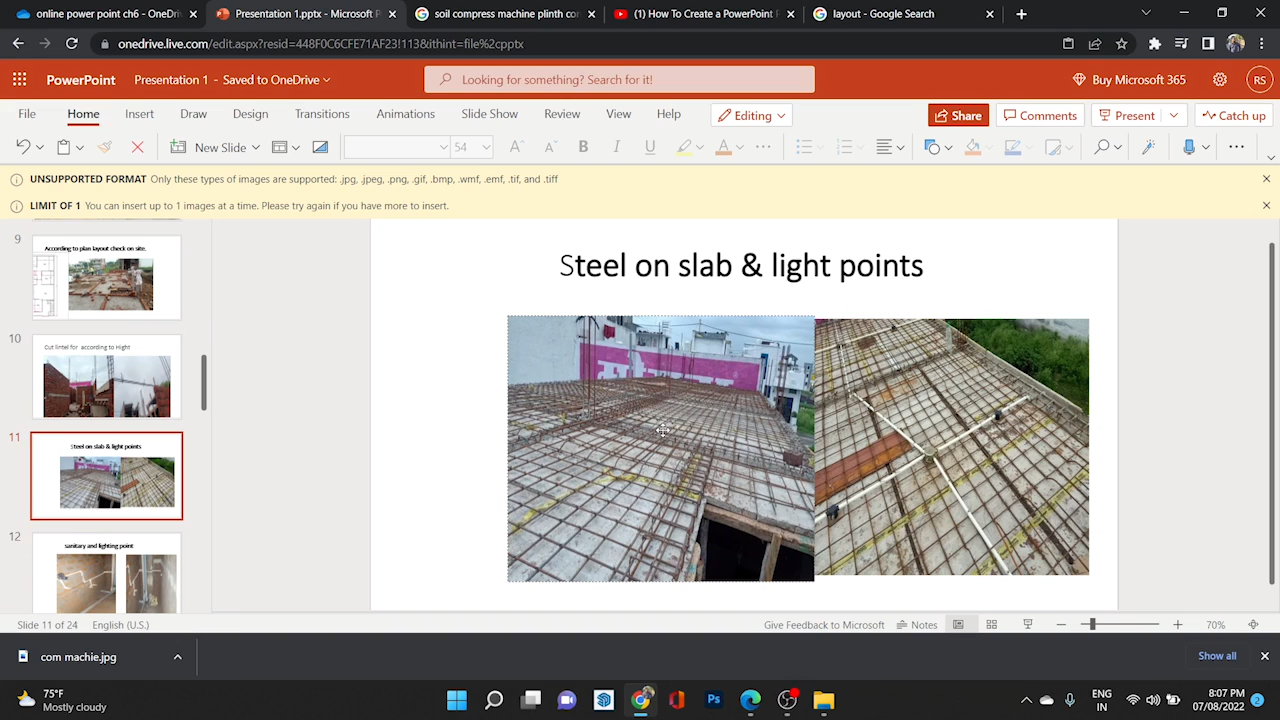 online plan ch6 - OneDrive
Presentation 1.pptx - Microsoft P
soil compress machine plinth con
(1) How To Create a PowerPoint P
layout - Google Search
onedrive.live.com/edit.aspx?resid=448F0C6CFE71AF23!113&ithint=file%2cpptx
PowerPoint Presentation 1 - Saved to OneDrive
Looking for something? Search for it!
Buy Microsoft 365
RS
File Home Insert Draw Design Transitions Animations Slide Show Review View Help
Editing
Share Comments Present Catch up
New Slide 54 B I U A
UNSUPPORTED FORMAT Only these types of images are supported: .jpg, .jpeg, .png, .gif, .bmp, .wmf, .emf, .tif, and .tiff
LIMIT OF 1 You can insert up to 1 images at a time. Please try again if you have more to insert.
9
According to plan layout check on site.
10
Cut lintel for according to Hight
11
Steel on slab & light points
12
sanitary and lighting point
Steel on slab & light points
Slide 11 of 24 English (U.S.)
Give Feedback to Microsoft Notes 70%
com machie.jpg
Show all
75°F
Mostly cloudy
Ps
ENG
IN
8:07 PM
07/08/2022
2